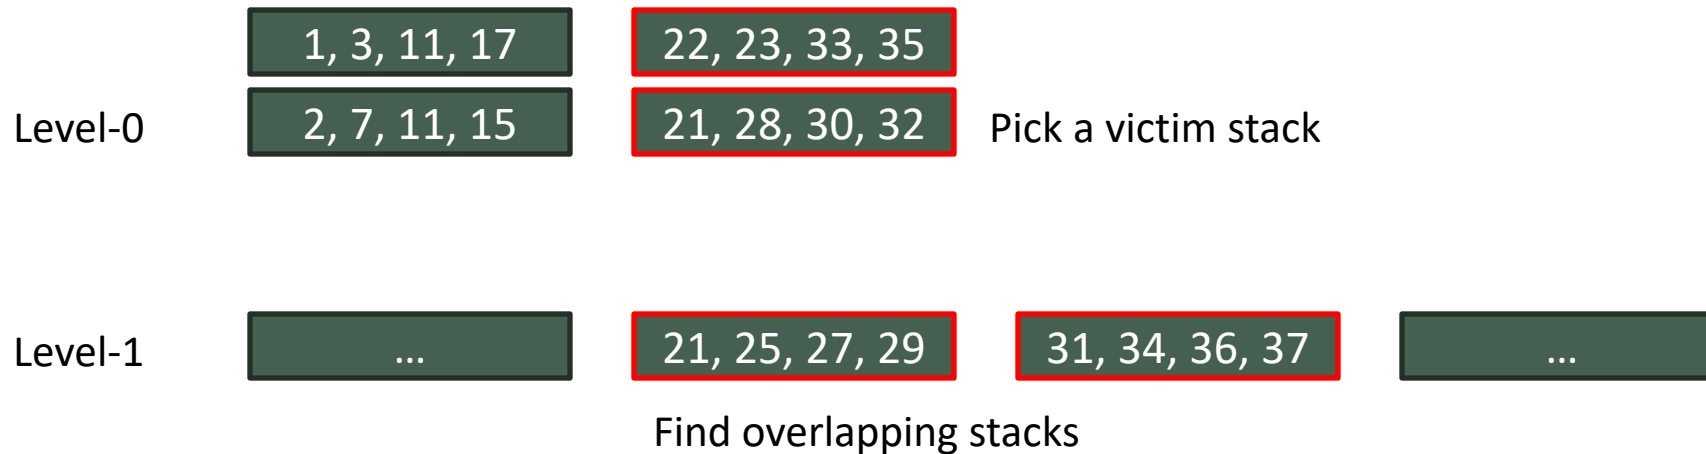 1, 3, 11, 17
22, 23, 33, 35
Level-0
2, 7, 11, 15
21, 28, 30, 32
Pick a victim stack
Level-1
...
21, 25, 27, 29
31, 34, 36, 37
...
Find overlapping stacks